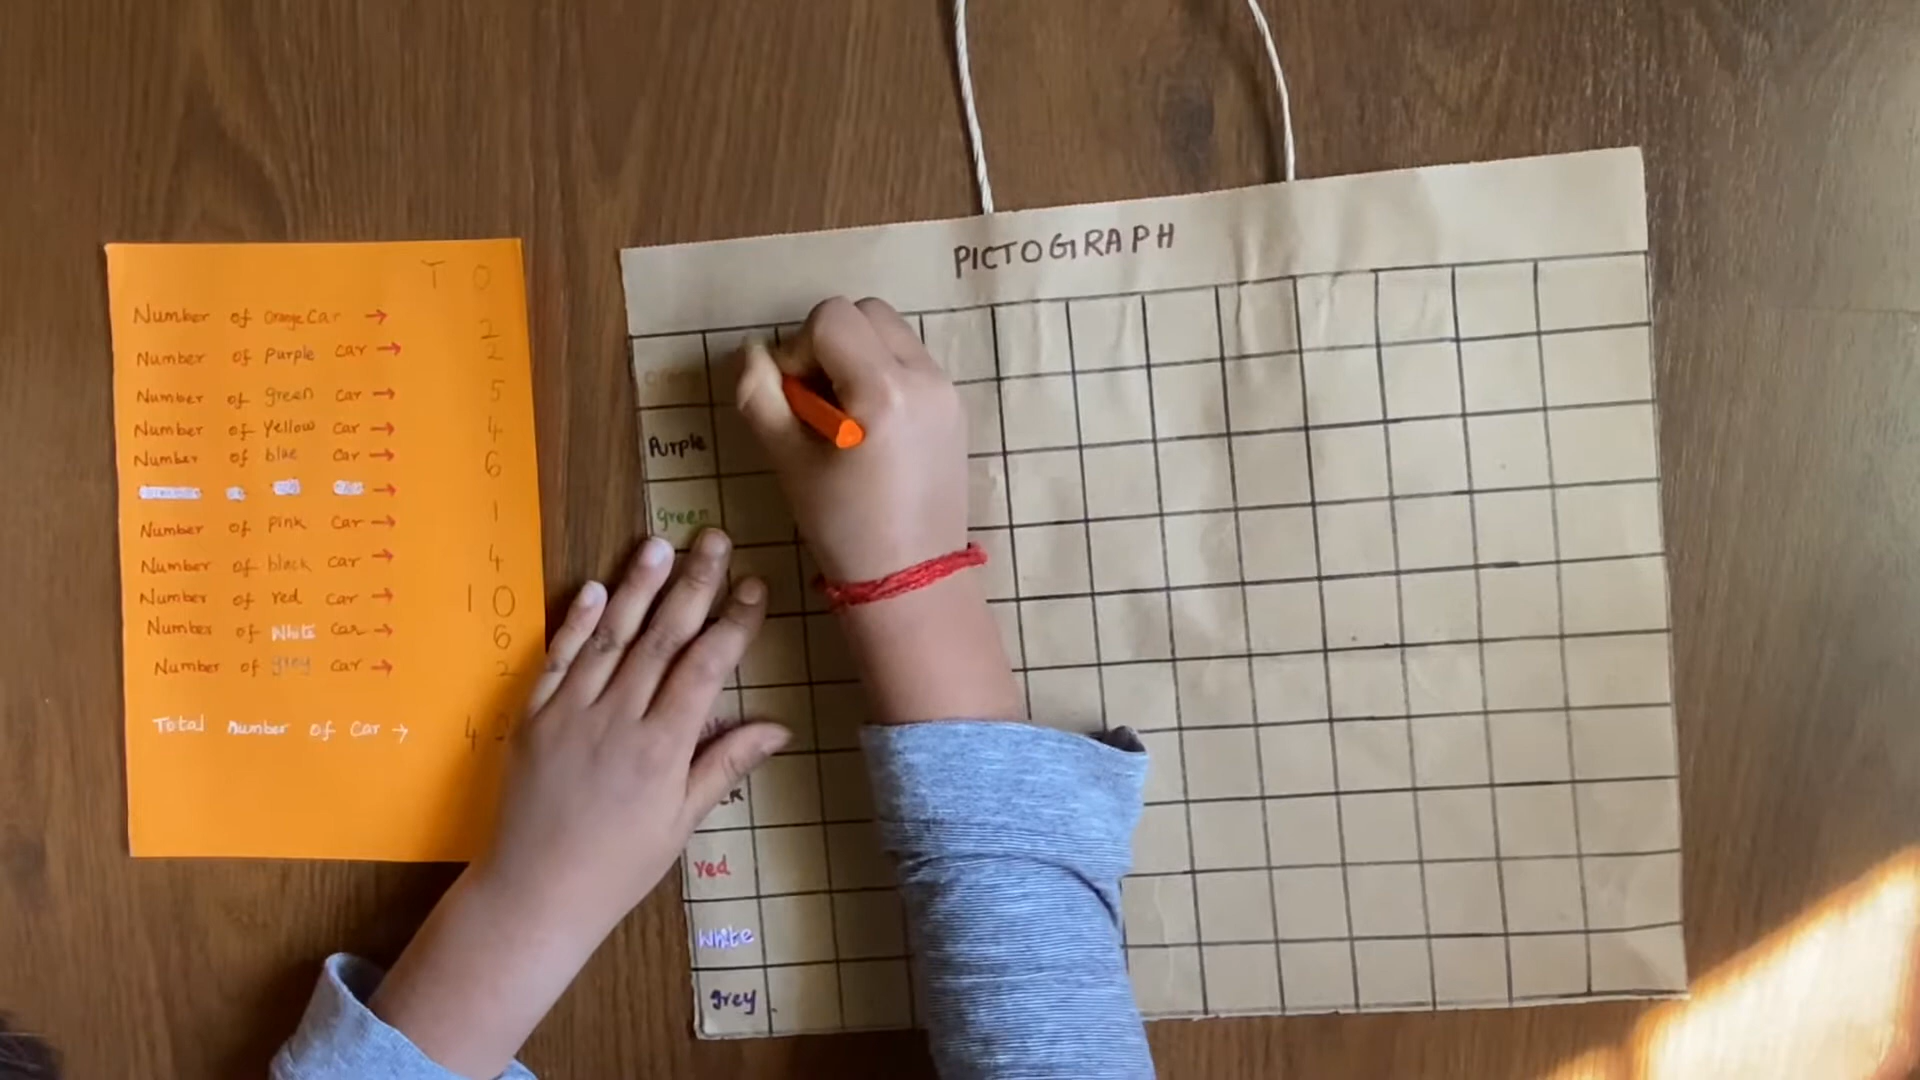 T O
Number of Orange Car → 2
Number of Purple car → 2
Number of green car → 5
Number of Yellow car → 4
Number of blue car → 6
→ 1
Number of Pink Car → 4
Number of black car → 10
Number of red car → 6
Number of White Car → 2
Number of grey car →
Total Number of Car → 4
PICTOGRAPH
Purple
green
red
White
grey